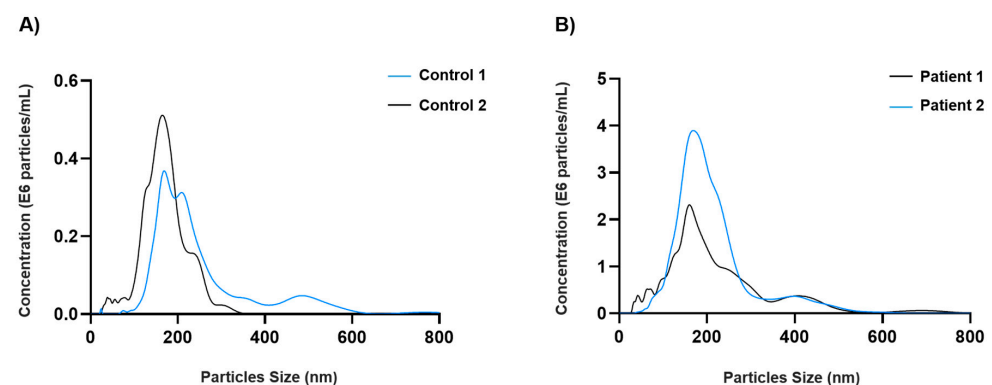 A)
Control 1
Control 2
Concentration (E6 particles/mL)
0.6
0.4
0.2
0.0
0
200
400
600
800
Particles Size (nm)
B)
Patient 1
Patient 2
Concentration (E6 particles/mL)
5
4
3
2
1
0
0
200
400
600
800
Particles Size (nm)